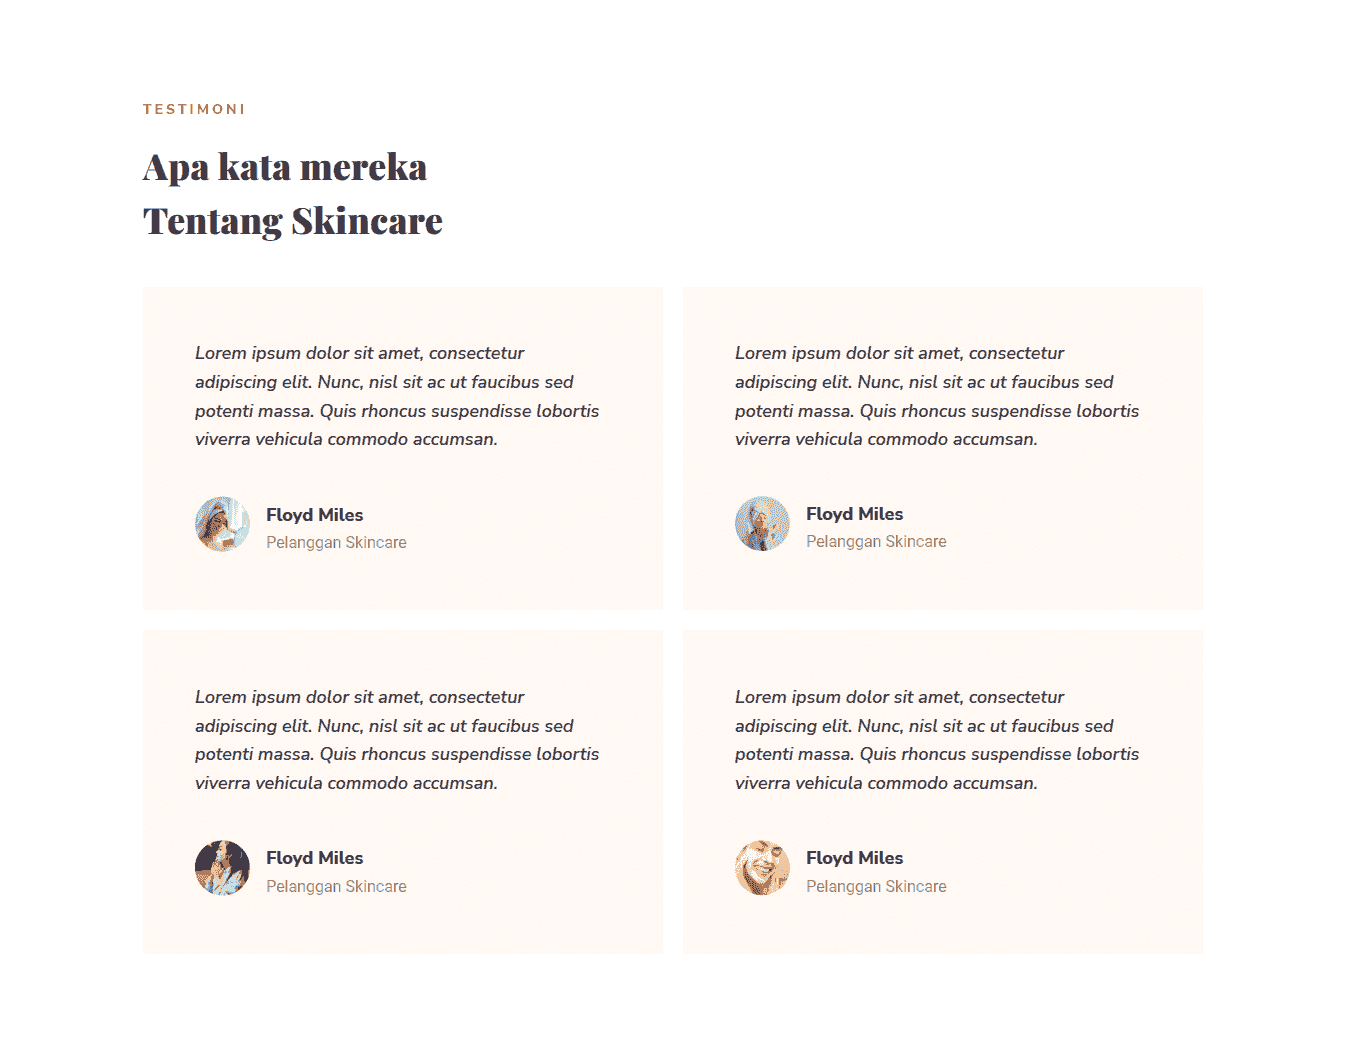 TESTIMONI
Apa kata mereka
Tentang Skincare
Lorem ipsum dolor sit amet, consectetur
adipiscing elit. Nunc, nisl sit ac ut faucibus sed
potenti massa. Quis rhoncus suspendisse lobortis
viverra vehicula commodo accumsan.
Floyd Miles
Pelanggan Skincare
Lorem ipsum dolor sit amet, consectetur
adipiscing elit. Nunc, nisl sit ac ut faucibus sed
potenti massa. Quis rhoncus suspendisse lobortis
viverra vehicula commodo accumsan.
Floyd Miles
Pelanggan Skincare
Lorem ipsum dolor sit amet, consectetur
adipiscing elit. Nunc, nisl sit ac ut faucibus sed
potenti massa. Quis rhoncus suspendisse lobortis
viverra vehicula commodo accumsan.
Floyd Miles
Pelanggan Skincare
Lorem ipsum dolor sit amet, consectetur
adipiscing elit. Nunc, nisl sit ac ut faucibus sed
potenti massa. Quis rhoncus suspendisse lobortis
viverra vehicula commodo accumsan.
Floyd Miles
Pelanggan Skincare